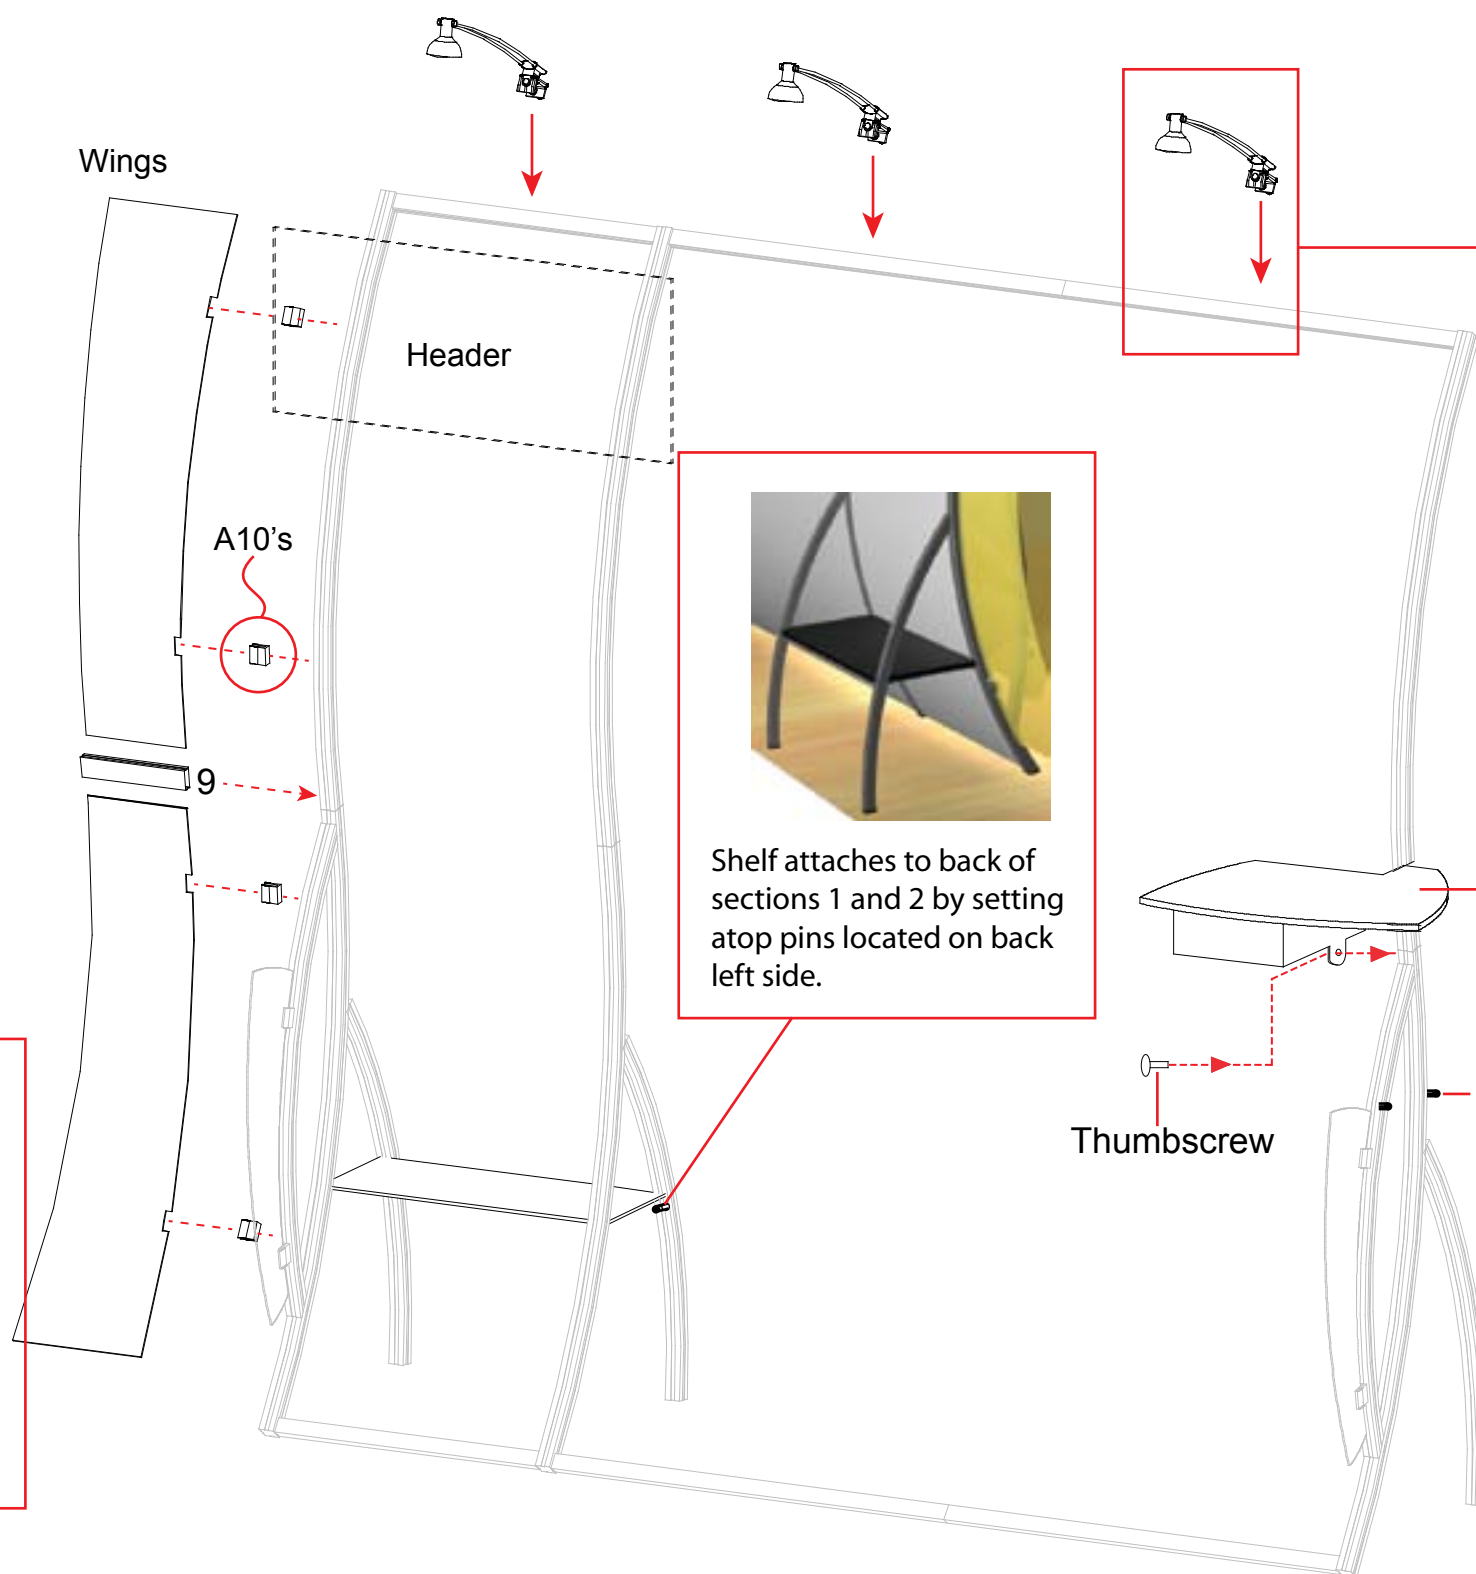 Wings
Header
A10's
9
Shelf attaches to back of
sections 1 and 2 by setting
atop pins located on back
left side.
Thumbscrew